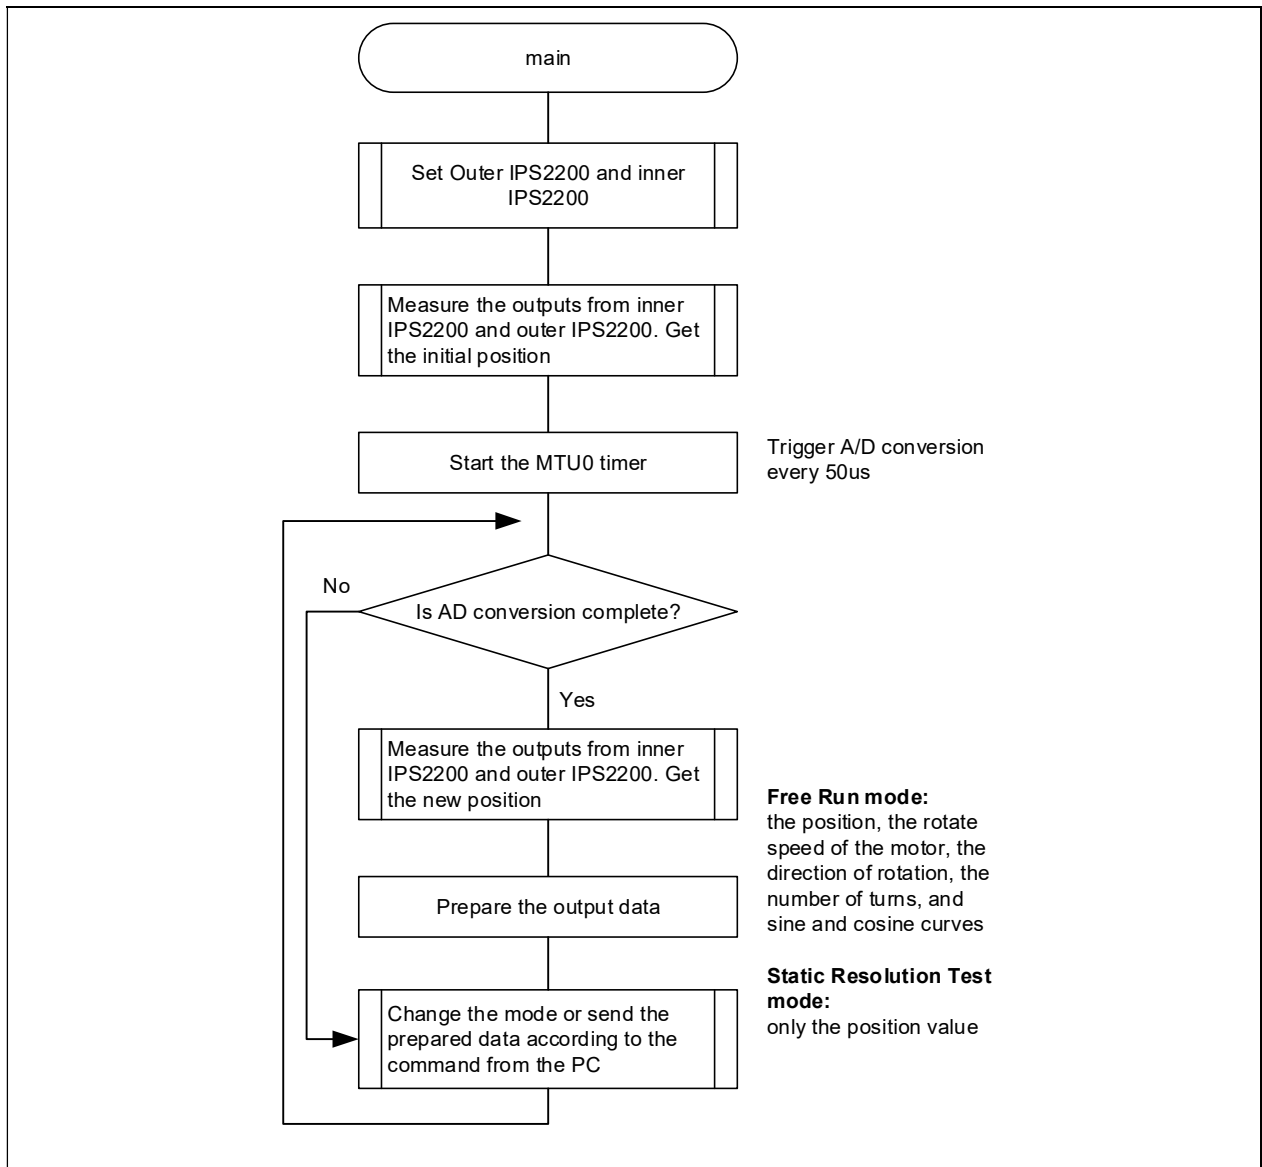 main
Set Outer IPS2200 and inner
IPS2200
Measure the outputs from inner
IPS2200 and outer IPS2200. Get
the initial position
Start the MTU0 timer
Trigger A/D conversion
every 50us
No
Is AD conversion complete?
Yes
Measure the outputs from inner
IPS2200 and outer IPS2200. Get
the new position
Free Run mode:
the position, the rotate
speed of the motor, the
direction of rotation, the
number of turns, and
sine and cosine curves
Prepare the output data
Static Resolution Test
mode:
only the position value
Change the mode or send the
prepared data according to the
command from the PC